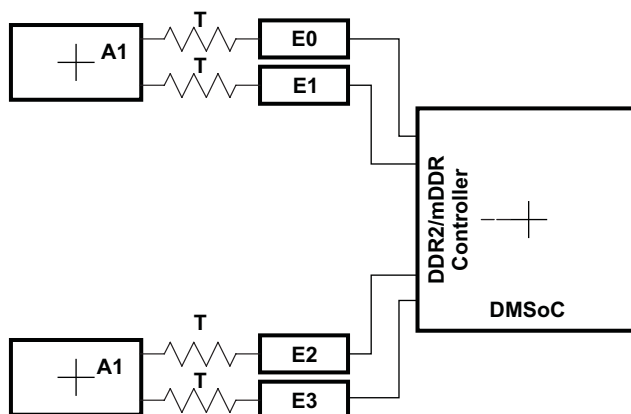 T
A1
E0
T
E1
DDR2/mDDR
Controller
DMSoC
T
A1
E2
T
E3